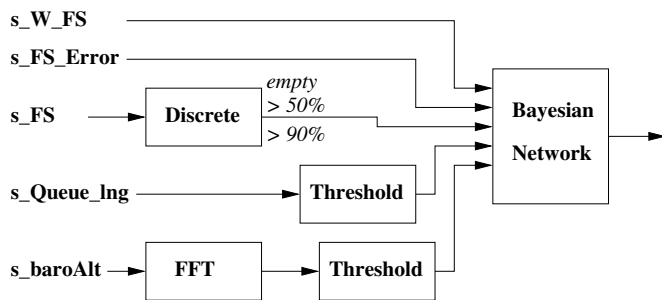 s_W_FS
s_FS_Error
s_FS
Discrete
empty
> 50%
> 90%
Bayesian
Network
s_Queue_lng
Threshold
s_baroAlt
FFT
Threshold